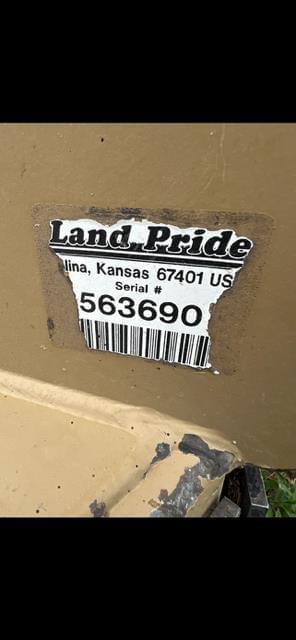 Land Pride
lina, Kansas 67401 US
Serial #
563690